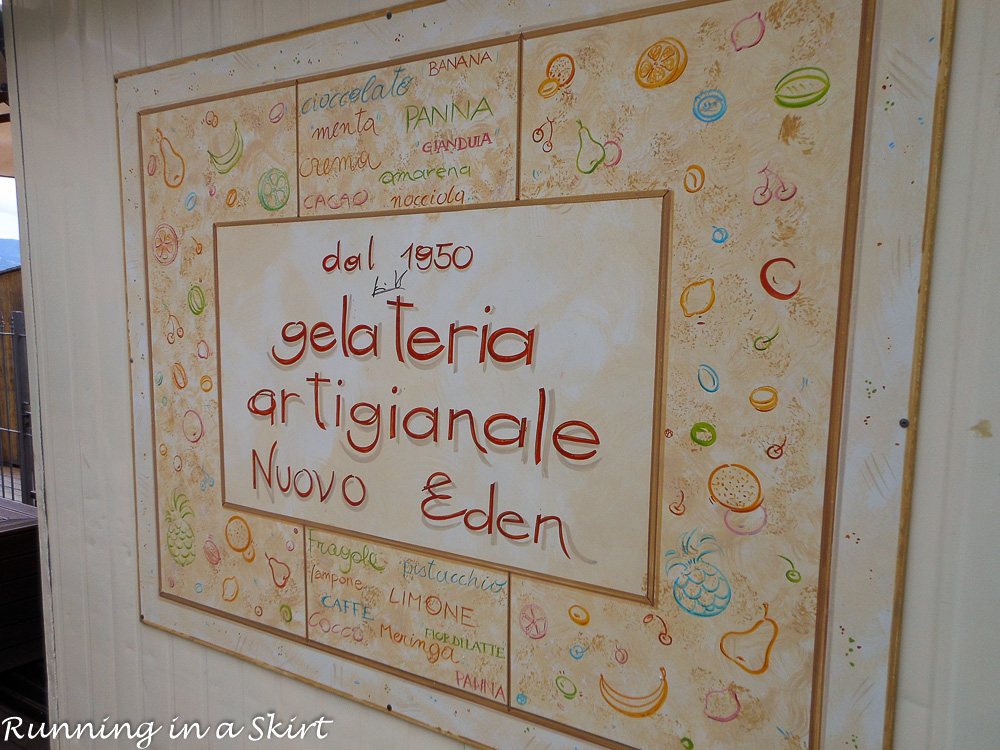 cioccolato BANANA
menta PANNA
crema GIANDUIA
amarena
CACAO nocciola
dal 1950
gelateria
artigianale
Nuovo Eden
Fragola pistacchio
lampone LIMONE
CAFFE FIORDILATTE
COCCO Meringa
PANNA
Running in a Skirt